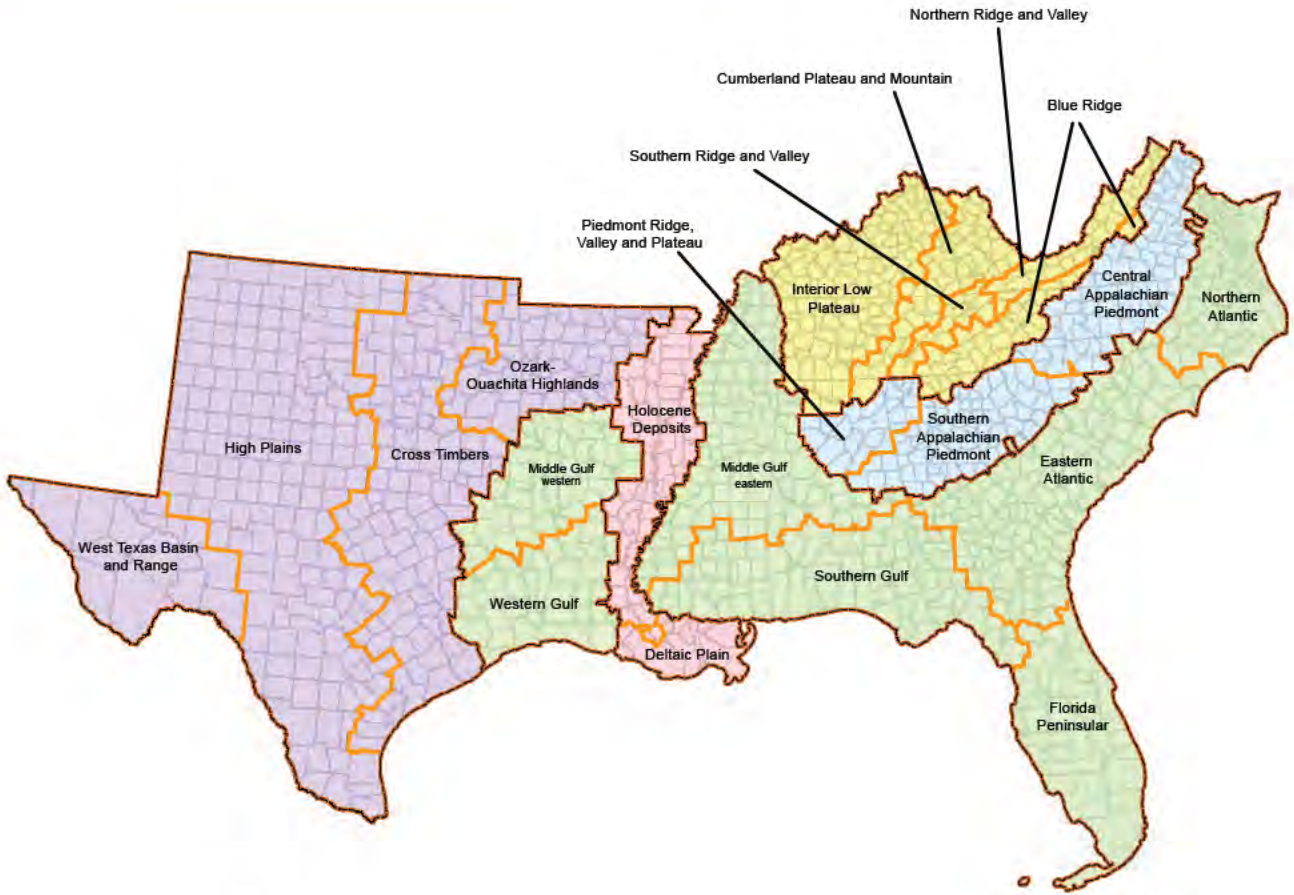 Northern Ridge and Valley
Cumberland Plateau and Mountain
Blue Ridge
Southern Ridge and Valley
Piedmont Ridge,
Valley and Plateau
Interior Low
Plateau
Central
Appalachian
Piedmont
Northern
Atlantic
Ozark-
Ouachita Highlands
Holocene
Deposits
Southern
Appalachian
Piedmont
High Plains
Cross Timbers
Middle Gulf
western
Middle Gulf
eastern
Eastern
Atlantic
West Texas Basin
and Range
Southern Gulf
Western Gulf
Deltaic Plain
Florida
Peninsular